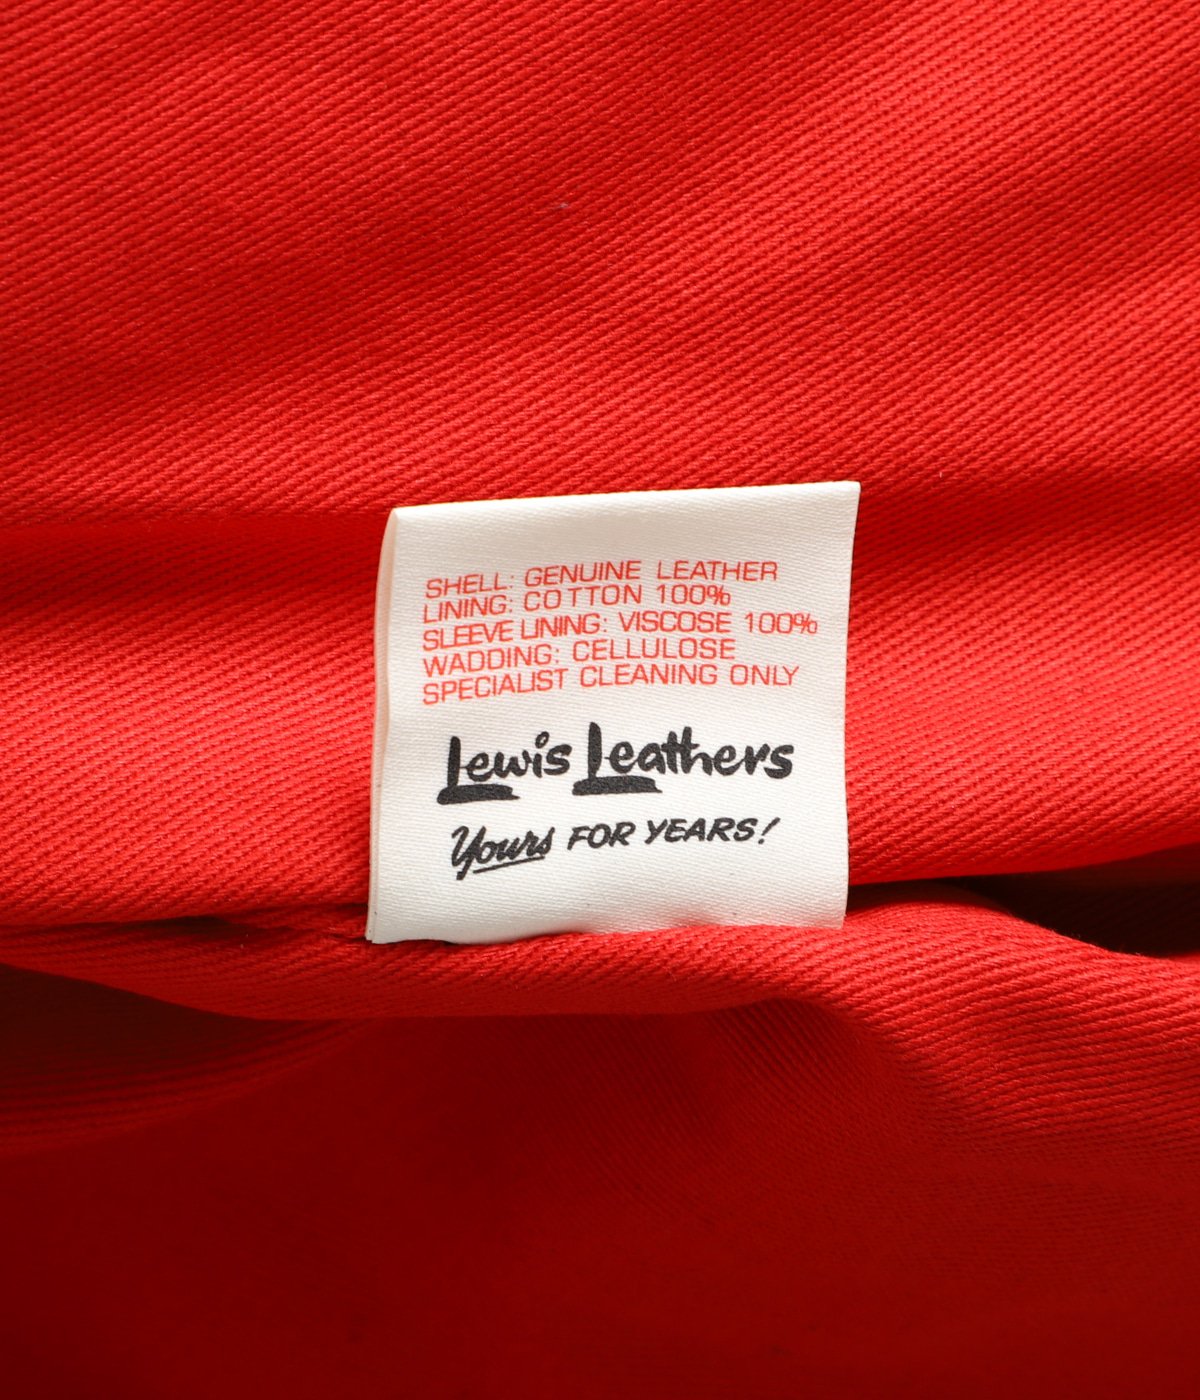 SHELL: GENUINE LEATHER
LINING: COTTON 100%
SLEEVE LINING: VISCOSE 100%
WADDING: CELLULOSE
SPECIALIST CLEANING ONLY
Lewis Leathers
Yours FOR YEARS!